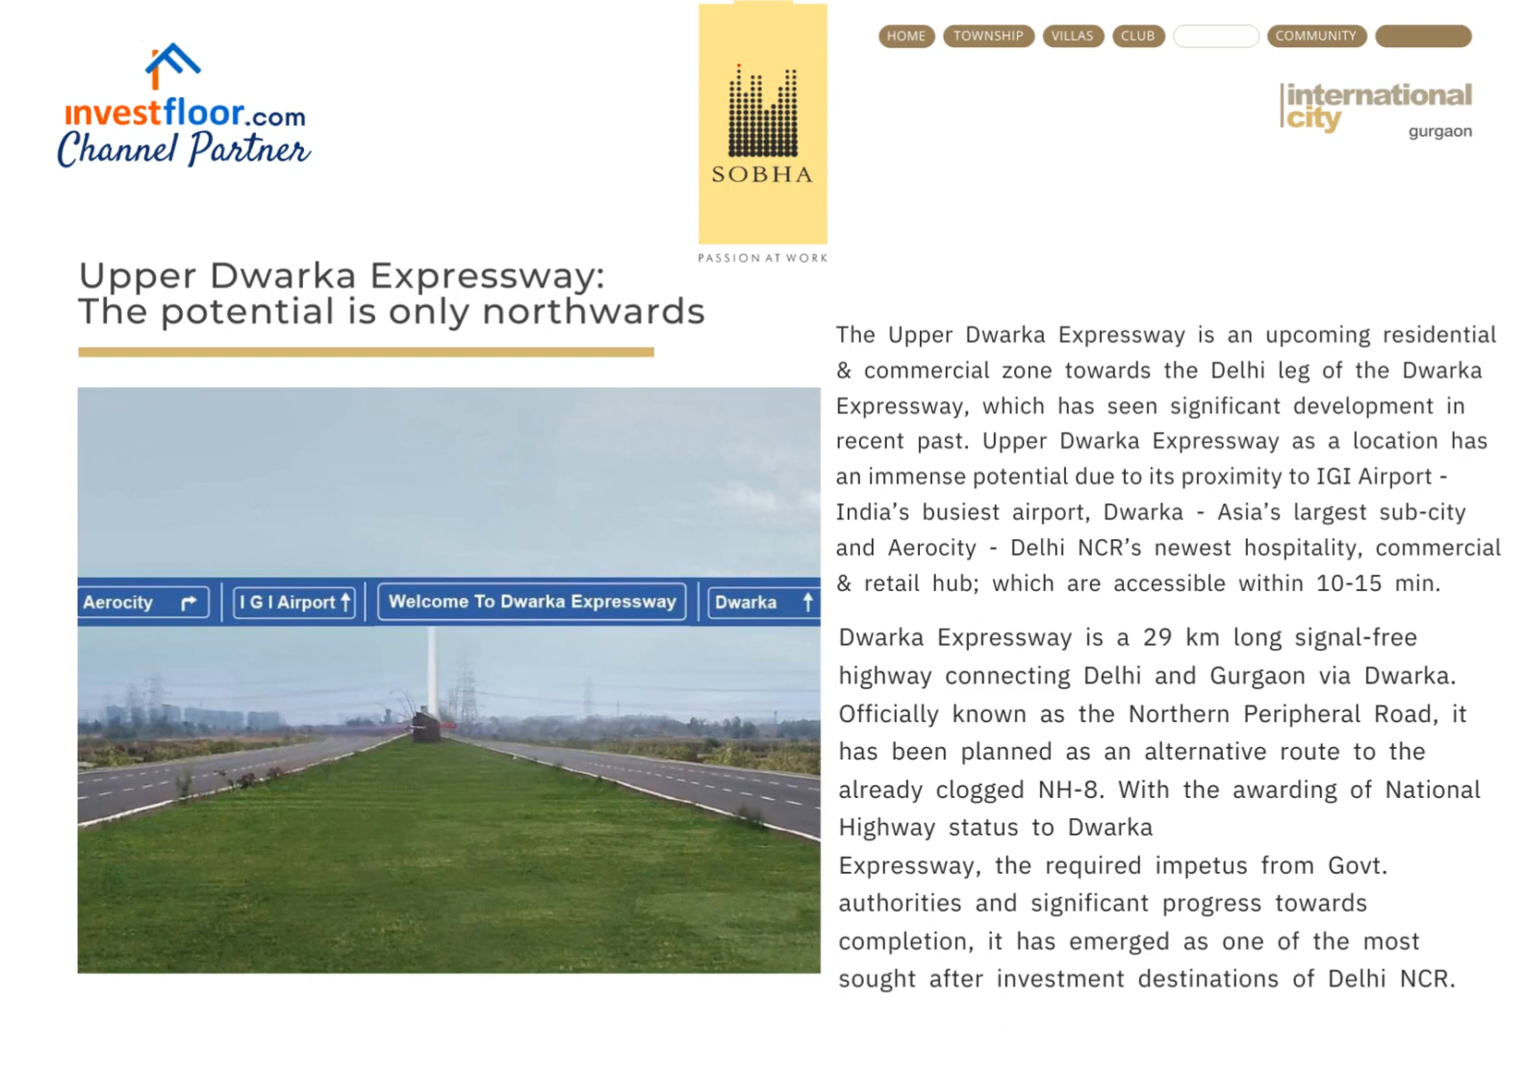 investfloor.com
Channel Partner
SOBHA
PASSION AT WORK
HOME TOWNSHIP VILLAS CLUB COMMUNITY
international
city
gurgaon
Upper Dwarka Expressway:
The potential is only northwards
Aerocity I G I Airport Welcome To Dwarka Expressway Dwarka
The Upper Dwarka Expressway is an upcoming residential
& commercial zone towards the Delhi leg of the Dwarka
Expressway, which has seen significant development in
recent past. Upper Dwarka Expressway as a location has
an immense potential due to its proximity to IGI Airport -
India’s busiest airport, Dwarka - Asia’s largest sub-city
and Aerocity - Delhi NCR’s newest hospitality, commercial
& retail hub; which are accessible within 10-15 min.
Dwarka Expressway is a 29 km long signal-free
highway connecting Delhi and Gurgaon via Dwarka.
Officially known as the Northern Peripheral Road, it
has been planned as an alternative route to the
already clogged NH-8. With the awarding of National
Highway status to Dwarka
Expressway, the required impetus from Govt.
authorities and significant progress towards
completion, it has emerged as one of the most
sought after investment destinations of Delhi NCR.